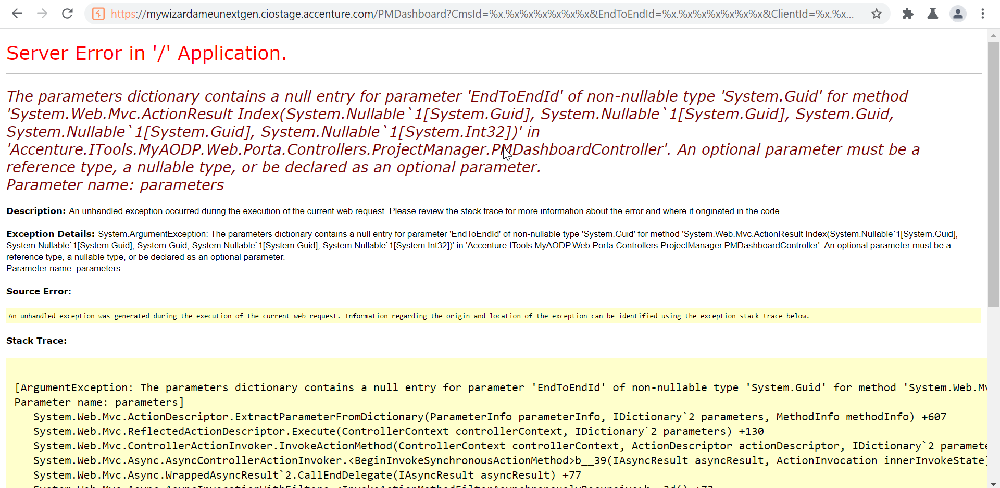 https://mywizardameunextgen.ciostage.accenture.com/PMDashboard?CmsId=%x.%x%x%x%x%x%x&EndToEndId=%x.%x%x%x%x%x%x&ClientId=%x.%x...
Server Error in '/' Application.
The parameters dictionary contains a null entry for parameter 'EndToEndId' of non-nullable type 'System.Guid' for method
'System.Web.Mvc.ActionResult Index(System.Nullable`1[System.Guid], System.Nullable`1[System.Guid], System.Guid,
System.Nullable`1[System.Guid], System.Nullable`1[System.Int32])' in
'Accenture.ITools.MyAODP.Web.Porta.Controllers.ProjectManager.PMDashboardController'. An optional parameter must be a
reference type, a nullable type, or be declared as an optional parameter.
Parameter name: parameters
Description: An unhandled exception occurred during the execution of the current web request. Please review the stack trace for more information about the error and where it originated in the code.
Exception Details: System.ArgumentException: The parameters dictionary contains a null entry for parameter 'EndToEndId' of non-nullable type 'System.Guid' for method 'System.Web.Mvc.ActionResult Index(System.Nullable`1[System.Guid],
System.Nullable`1[System.Guid], System.Guid, System.Nullable`1[System.Guid], System.Nullable`1[System.Int32])' in 'Accenture.ITools.MyAODP.Web.Porta.Controllers.ProjectManager.PMDashboardController'. An optional parameter must be a
reference type, a nullable type, or be declared as an optional parameter.
Parameter name: parameters
Source Error:
An unhandled exception was generated during the execution of the current web request. Information regarding the origin and location of the exception can be identified using the exception stack trace below.
Stack Trace:
[ArgumentException: The parameters dictionary contains a null entry for parameter 'EndToEndId' of non-nullable type 'System.Guid' for method 'System.Web.Mv
Parameter name: parameters]
System.Web.Mvc.ActionDescriptor.ExtractParameterFromDictionary(ParameterInfo parameterInfo, IDictionary`2 parameters, MethodInfo methodInfo) +607
System.Web.Mvc.ReflectedActionDescriptor.Execute(ControllerContext controllerContext, IDictionary`2 parameters) +130
System.Web.Mvc.ControllerActionInvoker.InvokeActionMethod(ControllerContext controllerContext, ActionDescriptor actionDescriptor, IDictionary`2 paramete
System.Web.Mvc.Async.AsyncControllerActionInvoker.<BeginInvokeSynchronousActionMethod>b__39(IAsyncResult asyncResult, ActionInvocation innerInvokeState)
System.Web.Mvc.Async.WrappedAsyncResult`2.CallEndDelegate(IAsyncResult asyncResult) +77